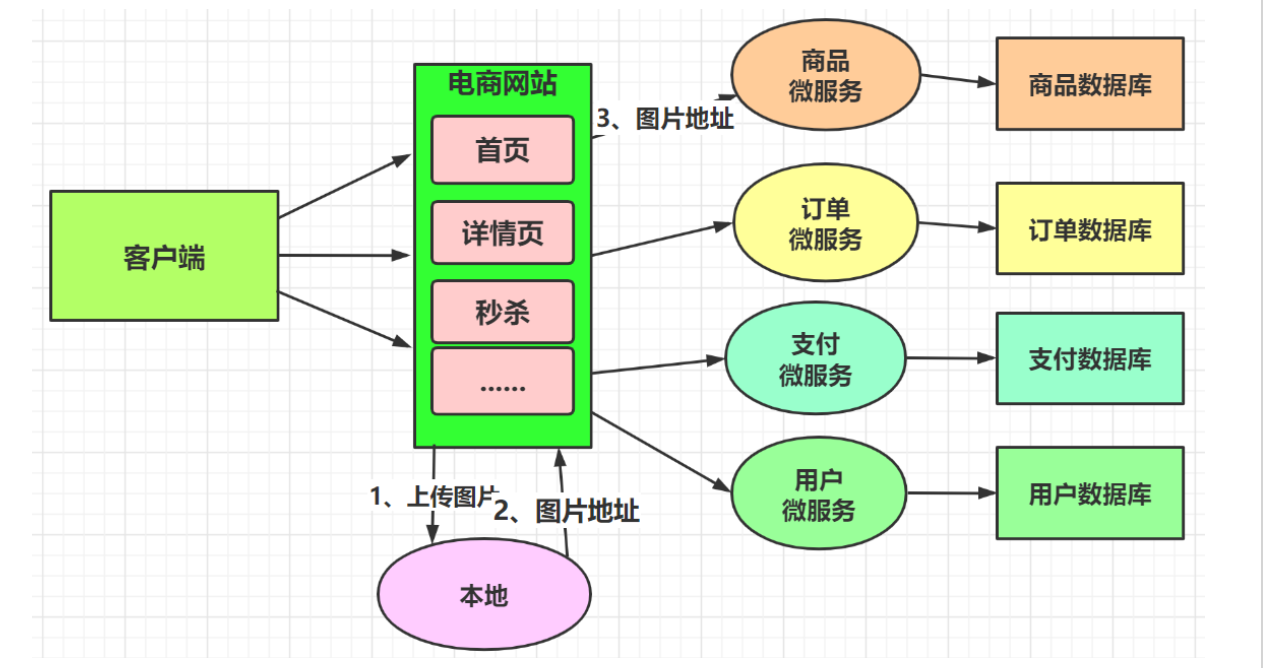 客户端
电商网站
首页
详情页
秒杀
······
1、上传图片
2、图片地址
本地
3、图片地址
商品
微服务
商品数据库
订单
微服务
订单数据库
支付
微服务
支付数据库
用户
微服务
用户数据库